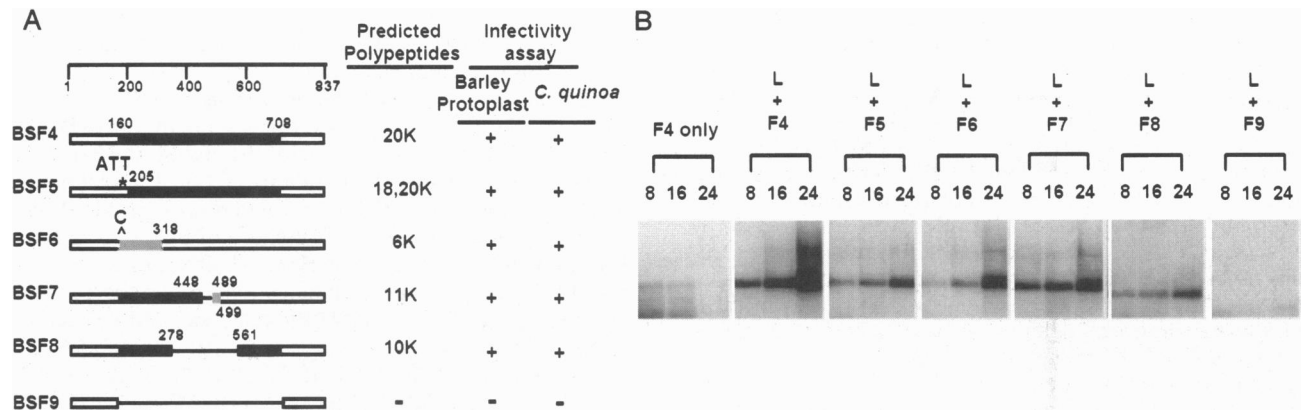 A
Predicted Polypeptides
Infectivity assay
Barley Protoplast
C. quinoa
1 200 400 600 837
BSF4 160 708 20K + +
BSF5 ATT * 205 18,20K + +
BSF6 C ^ 318 6K + +
BSF7 448 489 499 11K + +
BSF8 278 561 10K + +
BSF9 - - -
B
F4 only
L + F4
L + F5
L + F6
L + F7
L + F8
L + F9
8 16 24 8 16 24 8 16 24 8 16 24 8 16 24 8 16 24 8 16 24